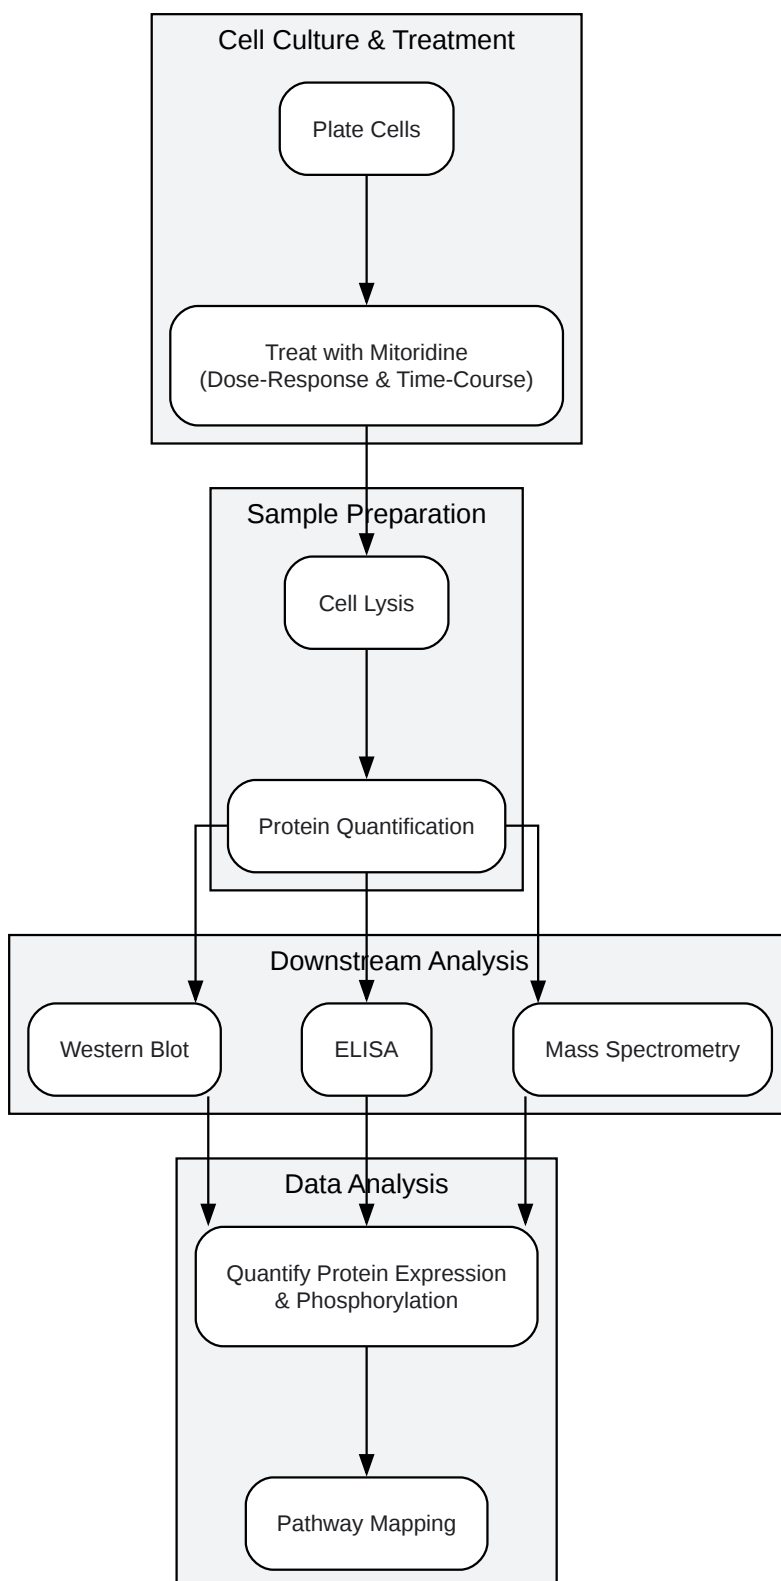 Cell Culture & Treatment
Plate Cells
Treat with Mitoridine
(Dose-Response & Time-Course)
Sample Preparation
Cell Lysis
Protein Quantification
Downstream Analysis
Western Blot
ELISA
Mass Spectrometry
Data Analysis
Quantify Protein Expression
& Phosphorylation
Pathway Mapping